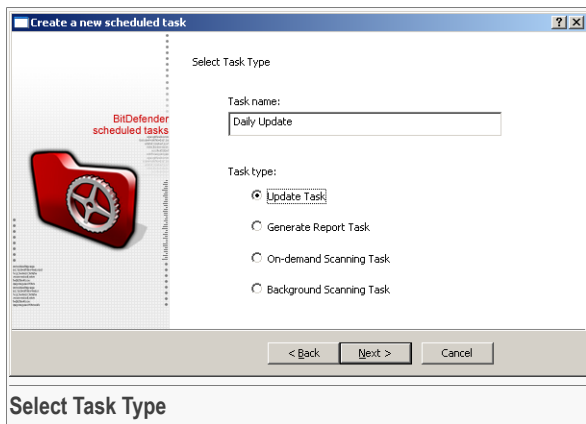 Create a new scheduled task
Select Task Type
BitDefender
scheduled tasks
Task name:
Daily Update
Task type:
Update Task
Generate Report Task
On-demand Scanning Task
Background Scanning Task
< Back
Next >
Cancel
Select Task Type